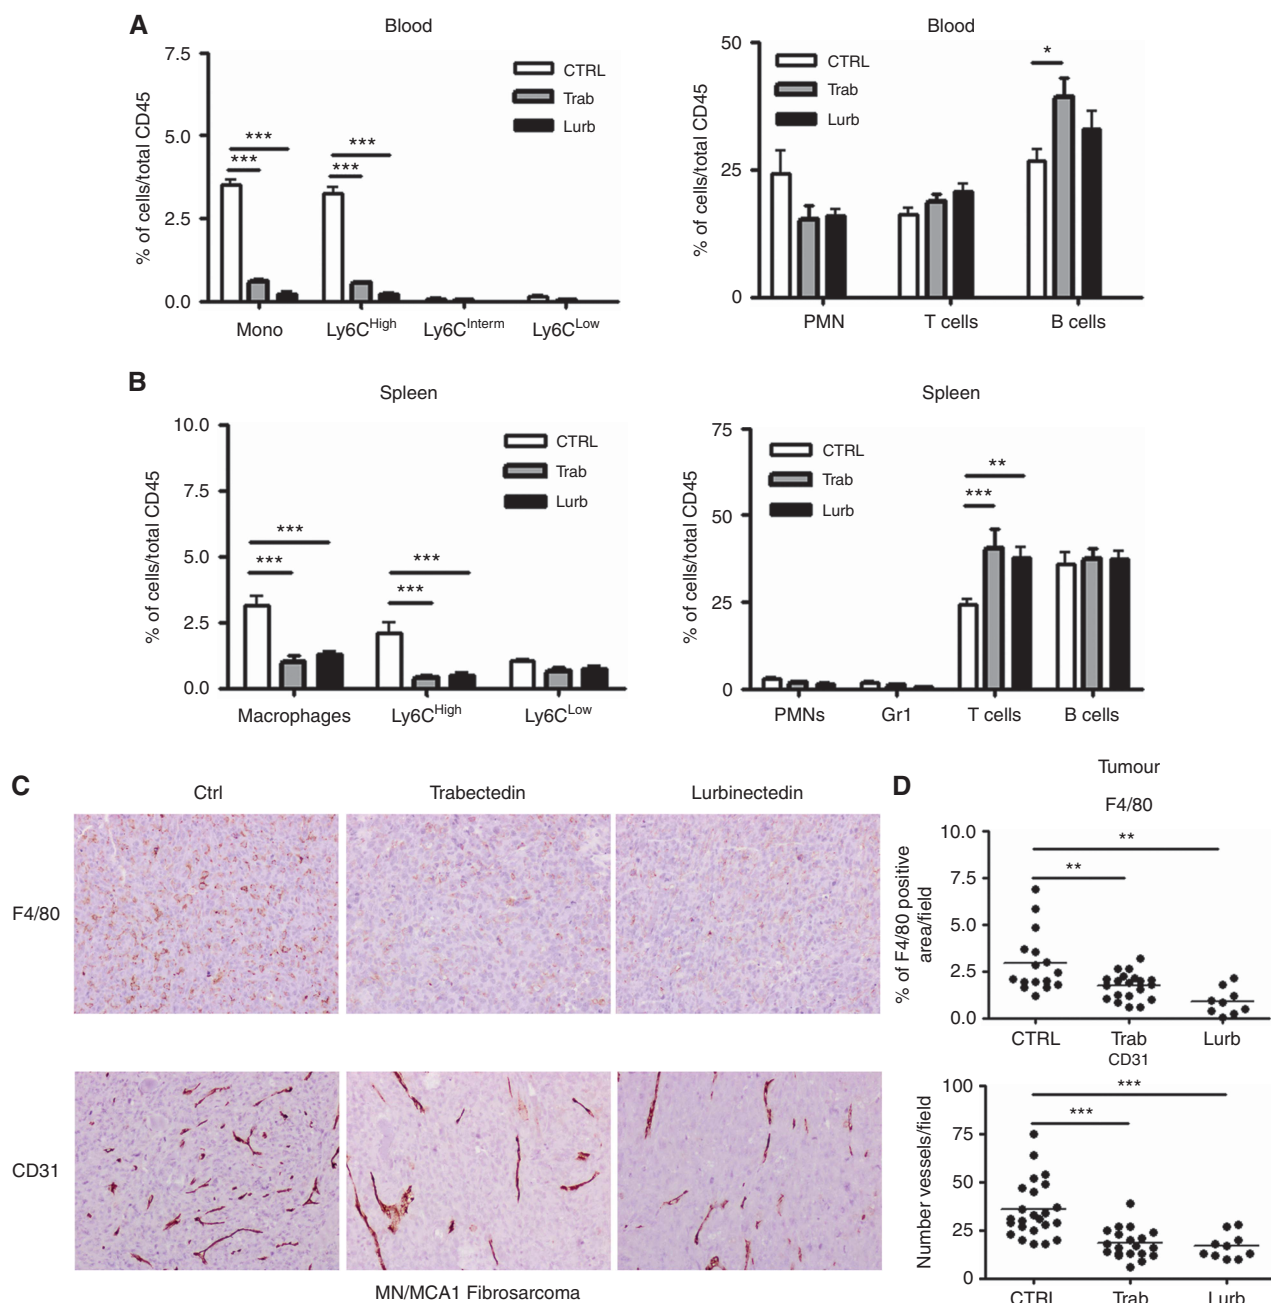 A
Blood
% of cells/total CD45
7.5
5.0
2.5
0.0
CTRL
Trab
Lurb
***
***
***
***
Mono
Ly6CHigh
Ly6CInterm
Ly6CLow
Blood
% of cells/total CD45
50
25
0
CTRL
Trab
Lurb
*
PMN
T cells
B cells
B
Spleen
% of cells/total CD45
10.0
7.5
5.0
2.5
0.0
CTRL
Trab
Lurb
***
***
***
***
Macrophages
Ly6CHigh
Ly6CLow
Spleen
% of cells/total CD45
75
50
25
0
CTRL
Trab
Lurb
**
***
PMNs
Gr1
T cells
B cells
C
Ctrl
Trabectedin
Lurbinectedin
F4/80
CD31
MN/MCA1 Fibrosarcoma
D
Tumour
F4/80
% of F4/80 positive
area/field
10.0
7.5
5.0
2.5
0.0
**
**
CTRL
Trab
Lurb
CD31
Number vessels/field
100
75
50
25
0
***
***
CTRL
Trab
Lurb